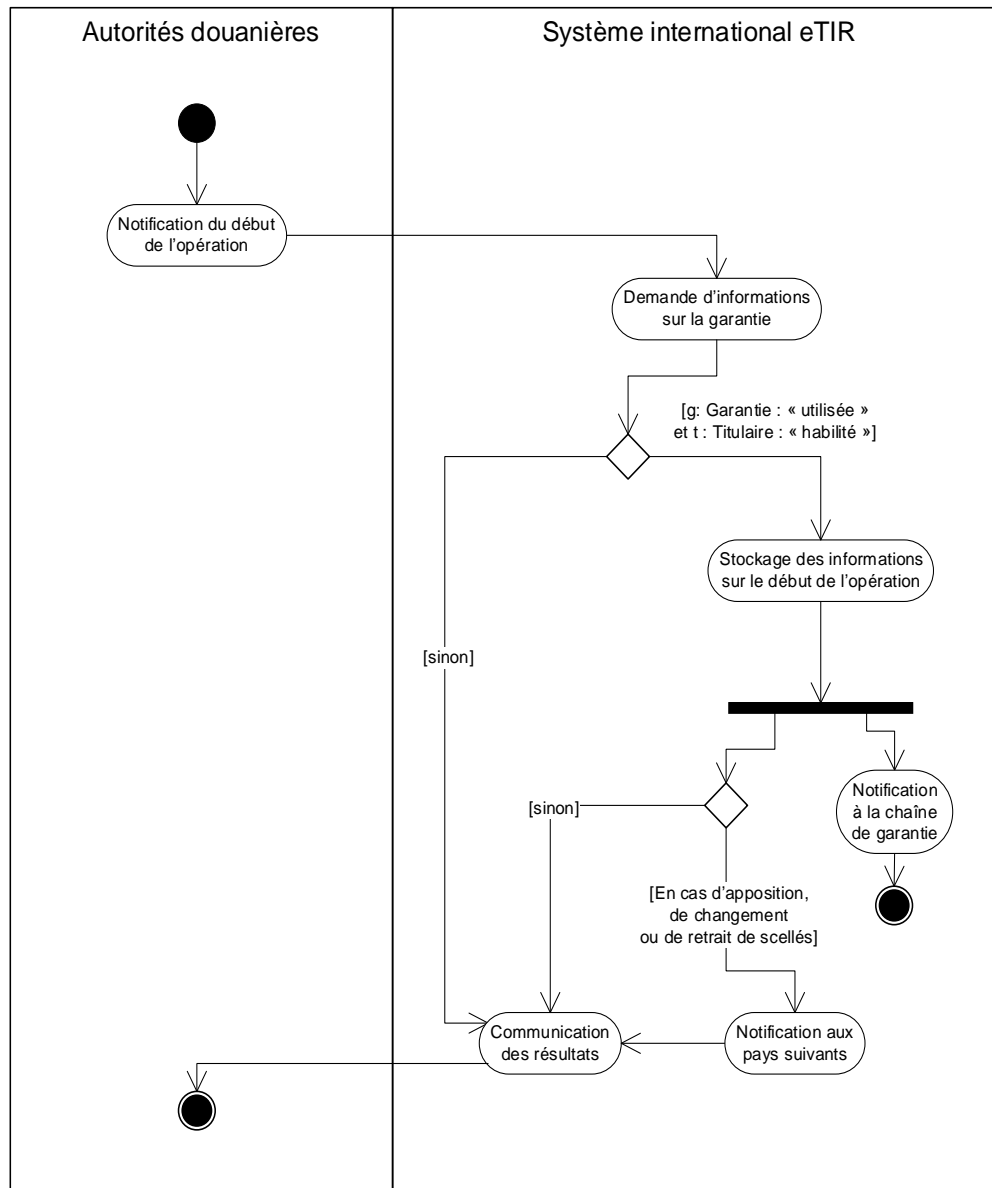 Autorités douanières
Système international eTIR
Notification du début
de l'opération
Demande d'informations
sur la garantie
[g: Garantie : « utilisée »
et t : Titulaire : « habilité »]
Stockage des informations
sur le début de l'opération
[sinon]
Notification
à la chaîne
de garantie
[sinon]
[En cas d'apposition,
de changement
ou de retrait de scellés]
Communication
des résultats
Notification aux
pays suivants